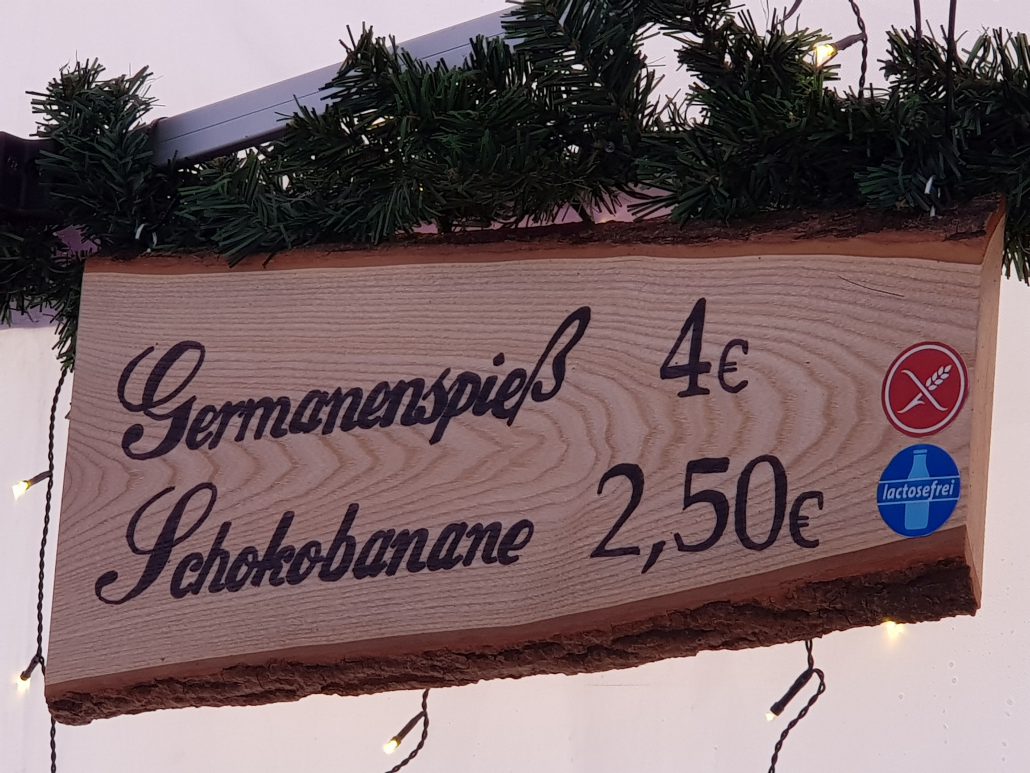 Germanenspieß 4€
Schokobanane 2,50€
lactosefrei